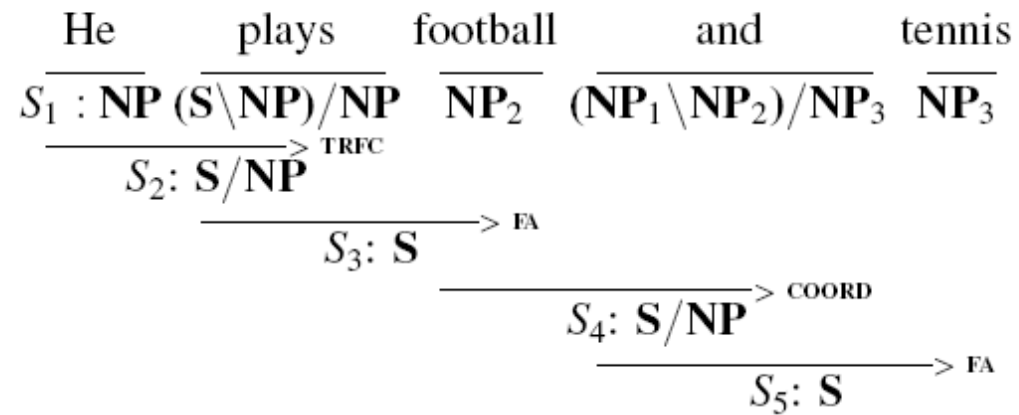 He plays football and tennis
S₁ : NP (S\NP)/NP NP₂ (NP₁\NP₂)/NP₃ NP₃
> TRFC
S₂: S/NP
> FA
S₃: S
> COORD
S₄: S/NP
> FA
S₅: S